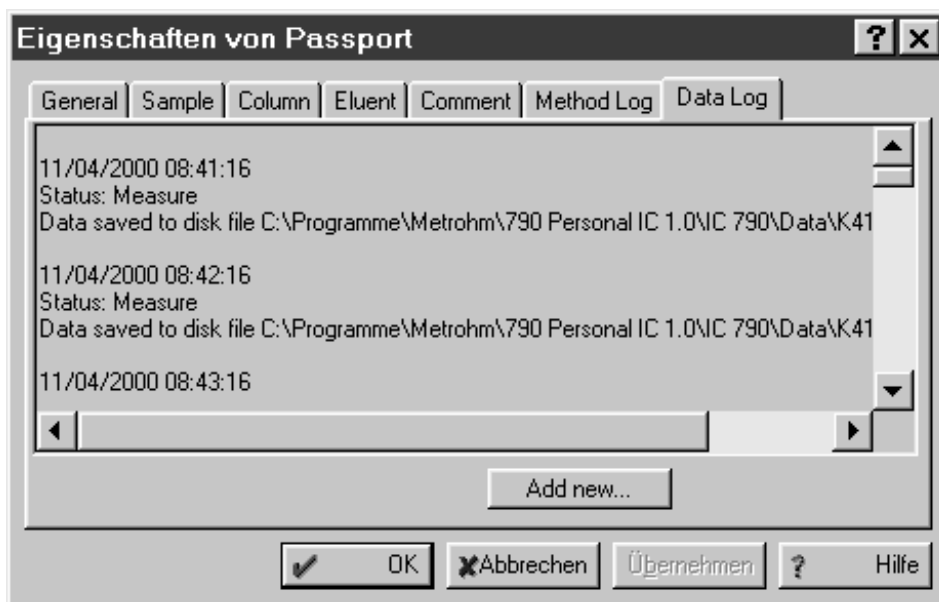 Eigenschaften von Passport
General Sample Column Eluent Comment Method Log Data Log
11/04/2000 08:41:16
Status: Measure
Data saved to disk file C:\Programme\Metrohm\790 Personal IC 1.0\IC 790\Data\K41
11/04/2000 08:42:16
Status: Measure
Data saved to disk file C:\Programme\Metrohm\790 Personal IC 1.0\IC 790\Data\K41
11/04/2000 08:43:16
Add new...
OK Abbrechen Übernehmen ? Hilfe